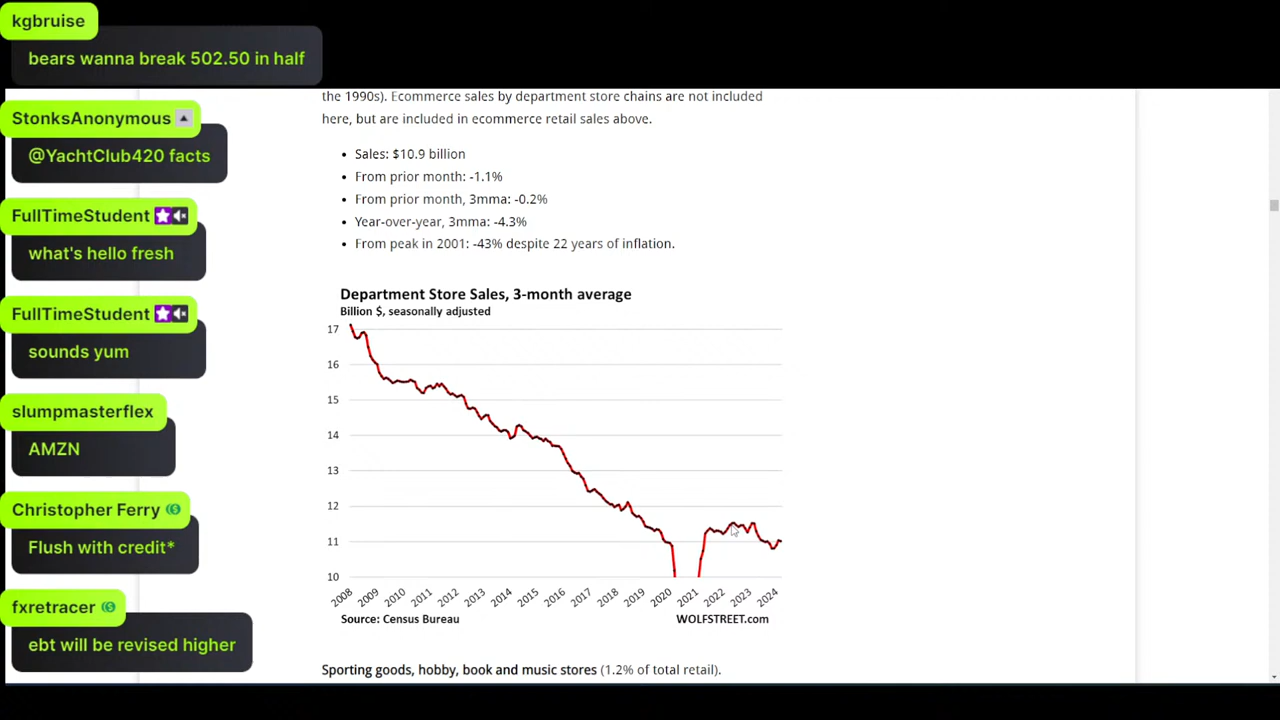 kgbruise
bears wanna break 502.50 in half
StonksAnonymous
@YachtClub420 facts
FullTimeStudent
what's hello fresh
FullTimeStudent
sounds yum
slumpmasterflex
AMZN
Christopher Ferry
Flush with credit*
fxretracer
ebt will be revised higher
the 1990s). Ecommerce sales by department store chains are not included
here, but are included in ecommerce retail sales above.
• Sales: $10.9 billion
• From prior month: -1.1%
• From prior month, 3mma: -0.2%
• Year-over-year, 3mma: -4.3%
• From peak in 2001: -43% despite 22 years of inflation.
Department Store Sales, 3-month average
Billion $, seasonally adjusted
17
16
15
14
13
12
11
10
2008 2009 2010 2011 2012 2013 2014 2015 2016 2017 2018 2019 2020 2021 2022 2023 2024
Source: Census Bureau WOLFSTREET.com
Sporting goods, hobby, book and music stores (1.2% of total retail).